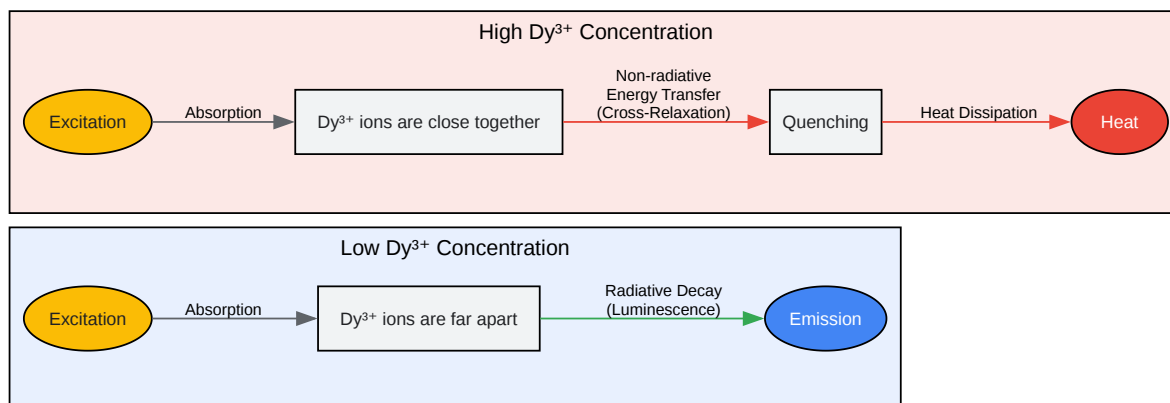 High Dy³⁺ Concentration
Non-radiative
Energy Transfer
(Cross-Relaxation)
Excitation
Absorption
Dy³⁺ ions are close together
Quenching
Heat Dissipation
Heat
Low Dy³⁺ Concentration
Excitation
Absorption
Dy³⁺ ions are far apart
Radiative Decay
(Luminescence)
Emission